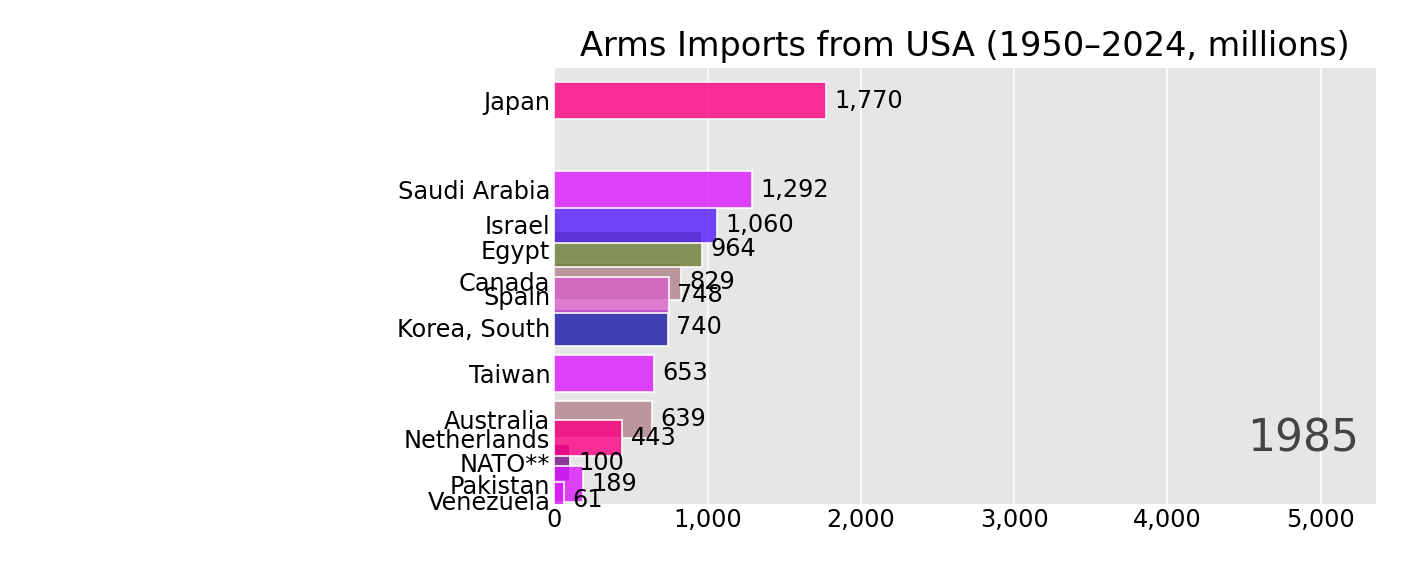 Arms Imports from USA (1950–2024, millions)
Japan 1,770
Saudi Arabia 1,292
Israel 1,060
Egypt 964
Canada 829
Spain 748
Korea, South 740
Taiwan 653
Australia 639
Netherlands 443
1985
NATO** 100
Pakistan 189
Venezuela 61
0 1,000 2,000 3,000 4,000 5,000